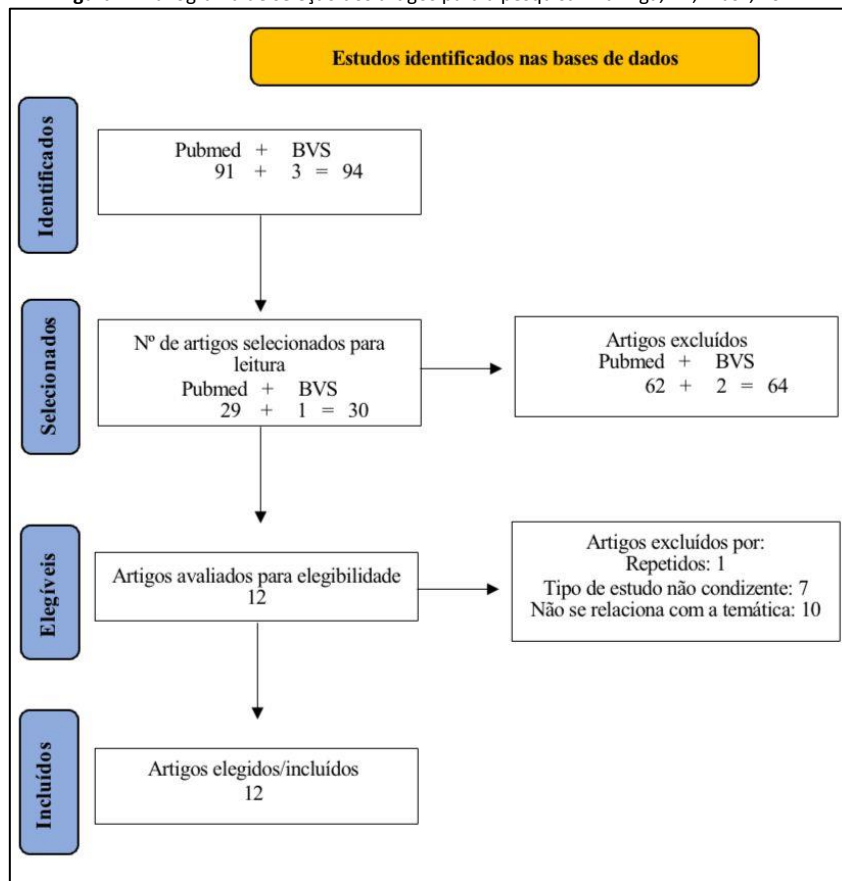 Estudos identificados nas bases de dados
Identificados
Pubmed + BVS
91 + 3 = 94
Selecionados
Nº de artigos selecionados para
leitura
Pubmed + BVS
29 + 1 = 30
Artigos excluídos
Pubmed + BVS
62 + 2 = 64
Elegíveis
Artigos avaliados para elegibilidade
12
Artigos excluídos por:
Repetidos: 1
Tipo de estudo não condizente: 7
Não se relaciona com a temática: 10
Incluídos
Artigos elegidos/incluídos
12